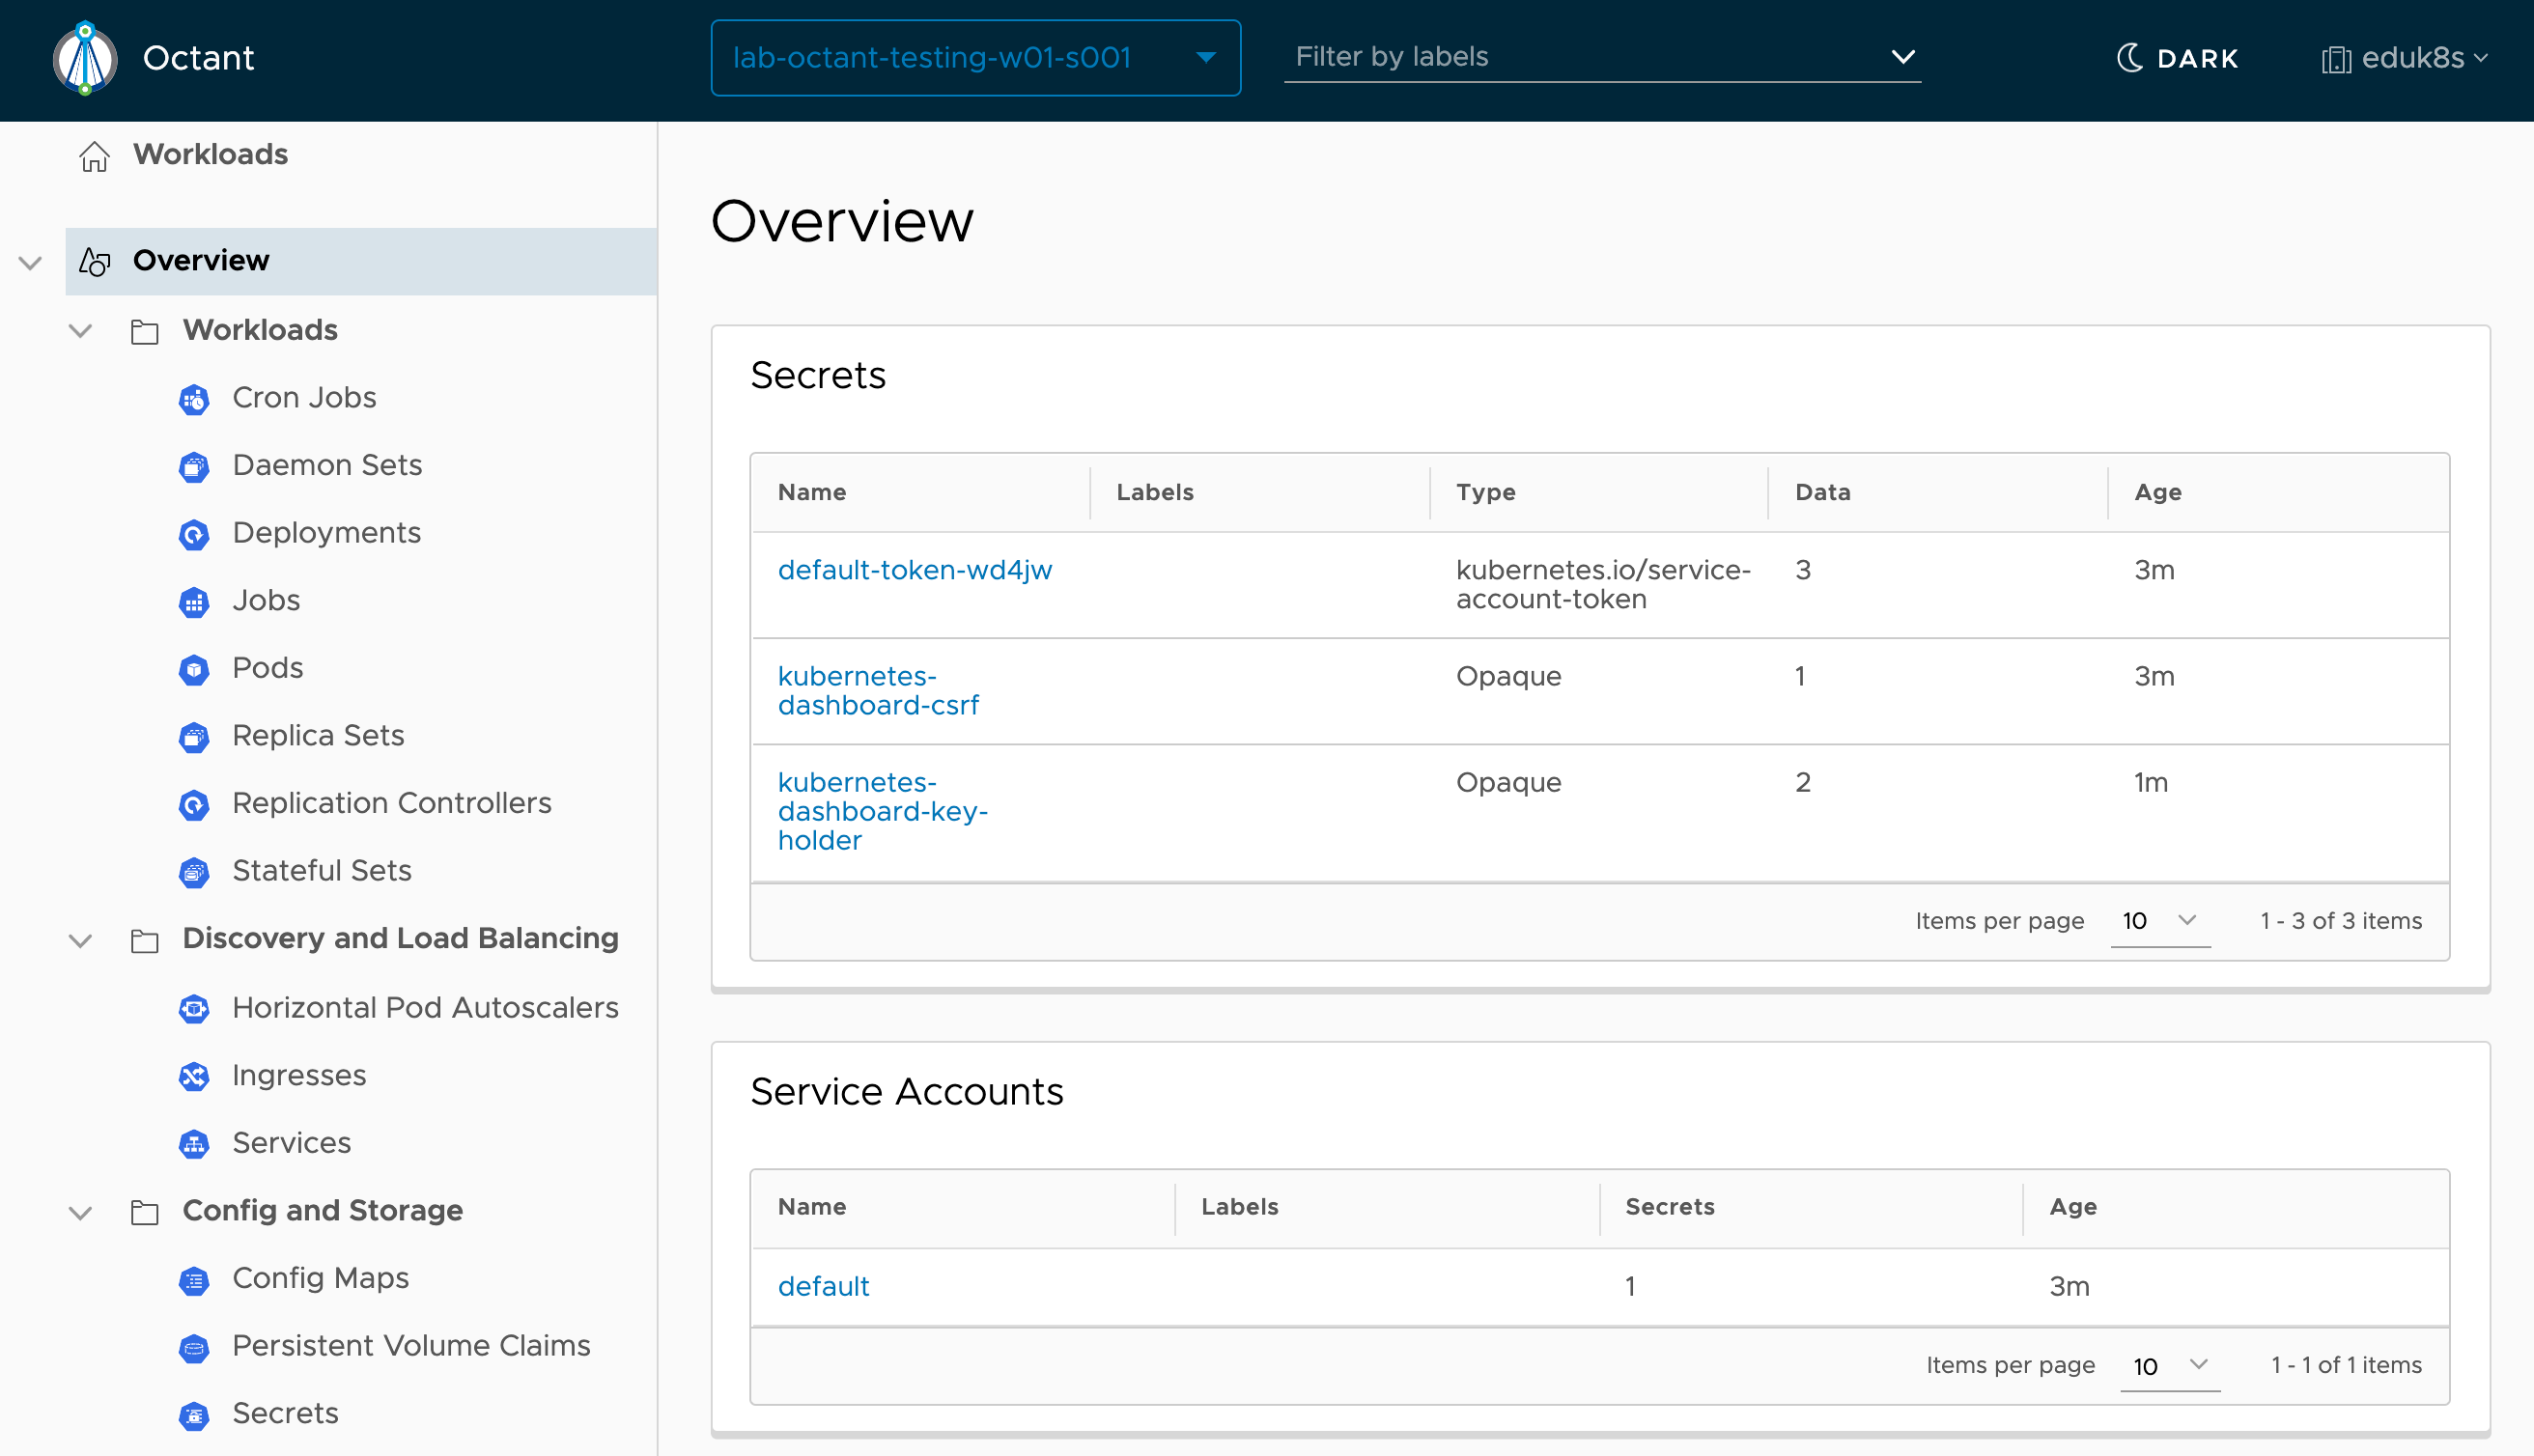 Octant
lab-octant-testing-w01-s001
Filter by labels
DARK
eduk8s
Workloads
Overview
Workloads
Cron Jobs
Daemon Sets
Deployments
Jobs
Pods
Replica Sets
Replication Controllers
Stateful Sets
Discovery and Load Balancing
Horizontal Pod Autoscalers
Ingresses
Services
Config and Storage
Config Maps
Persistent Volume Claims
Secrets
Overview
Secrets
Name Labels Type Data Age
default-token-wd4jw kubernetes.io/service- 3 3m
account-token
kubernetes- Opaque 1 3m
dashboard-csrf
kubernetes- Opaque 2 1m
dashboard-key-
holder
Items per page 10 1 - 3 of 3 items
Service Accounts
Name Labels Secrets Age
default 1 3m
Items per page 10 1 - 1 of 1 items